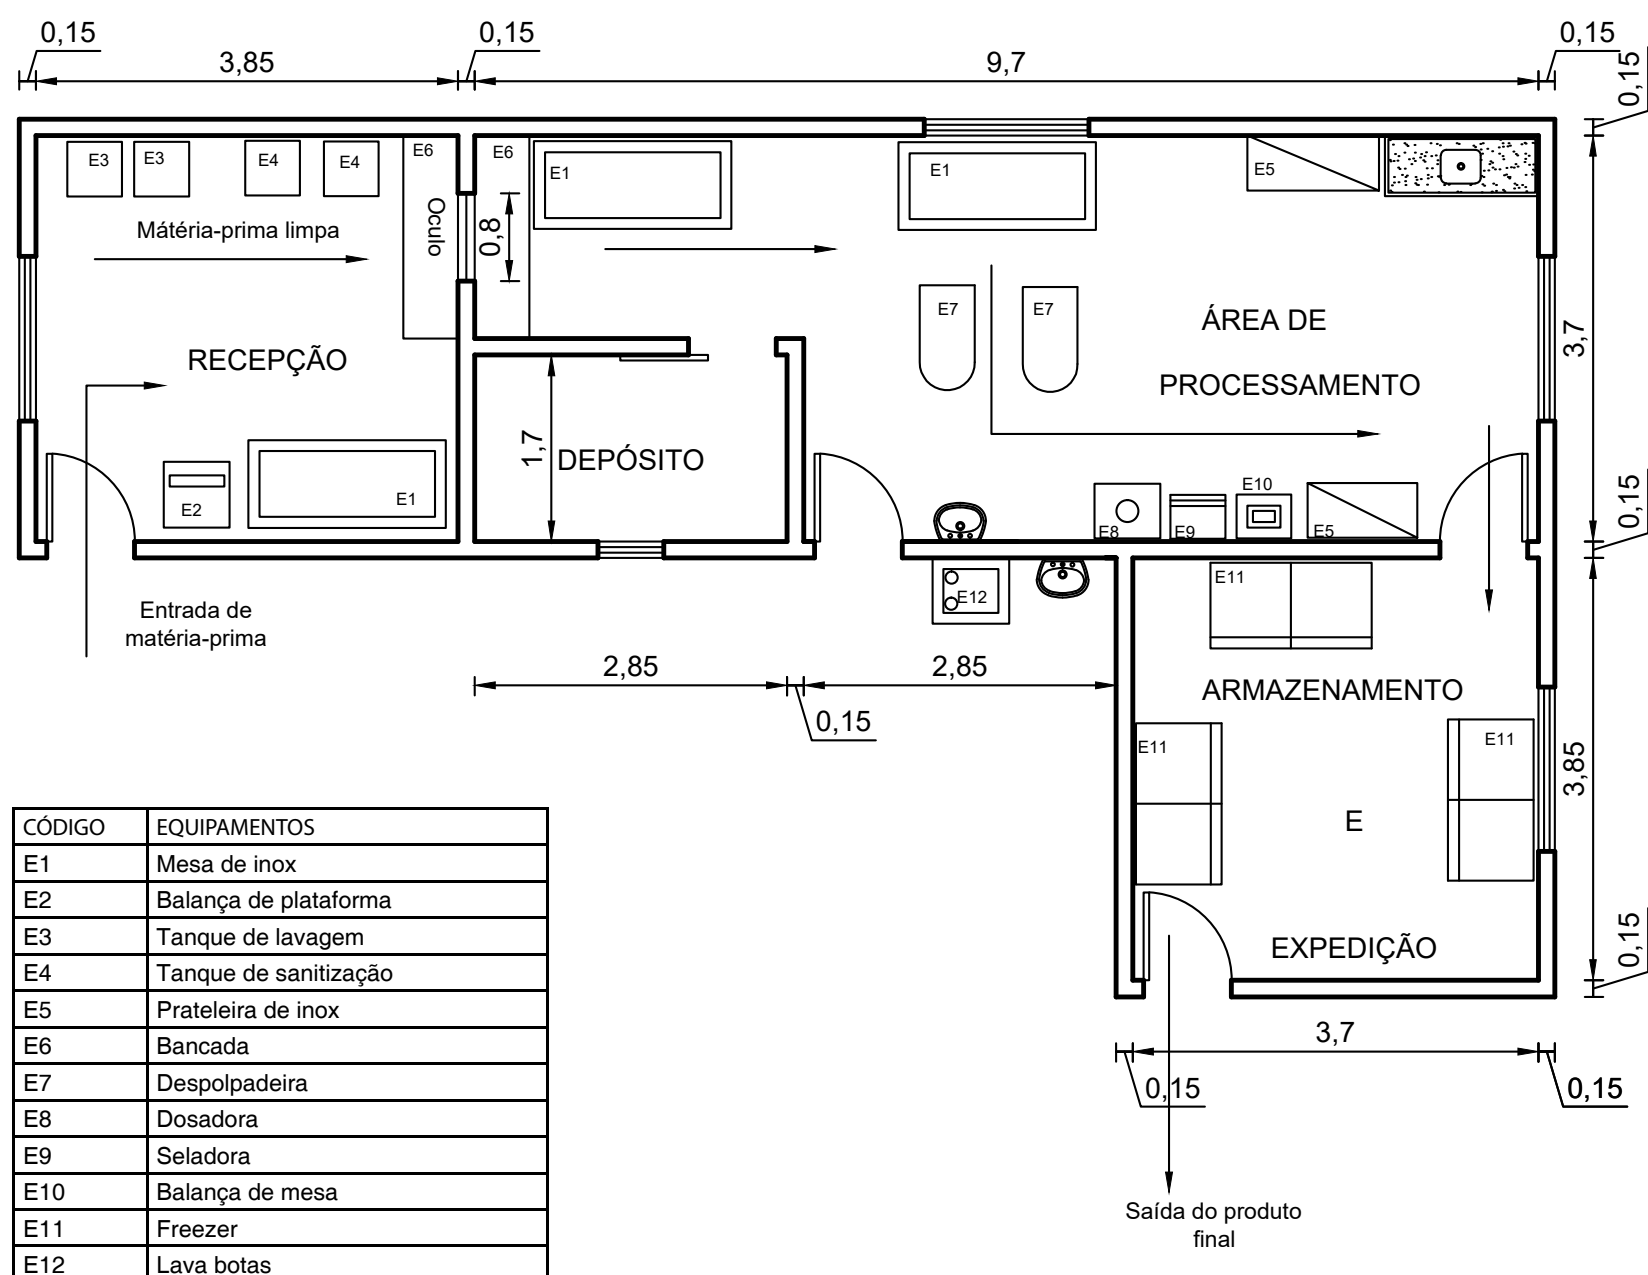 0,15
0,15
0,15
3,85
9,7
0,15
E3
E3
E4
E4
E6
E6
E1
E1
E5
Mátéria-prima limpa
Oculo
0,8
E7
E7
ÁREA DE
PROCESSAMENTO
3,7
RECEPÇÃO
1,7
DEPÓSITO
E2
E1
E10
E8
E9
E5
0,15
E11
E12
Entrada de
matéria-prima
2,85
2,85
0,15
ARMAZENAMENTO
E11
E11
3,85
E
EXPEDIÇÃO
0,15
3,7
0,15
0,15
Saída do produto
final
CÓDIGO EQUIPAMENTOS
E1 Mesa de inox
E2 Balança de plataforma
E3 Tanque de lavagem
E4 Tanque de sanitização
E5 Prateleira de inox
E6 Bancada
E7 Despolpadeira
E8 Dosadora
E9 Seladora
E10 Balança de mesa
E11 Freezer
E12 Lava botas